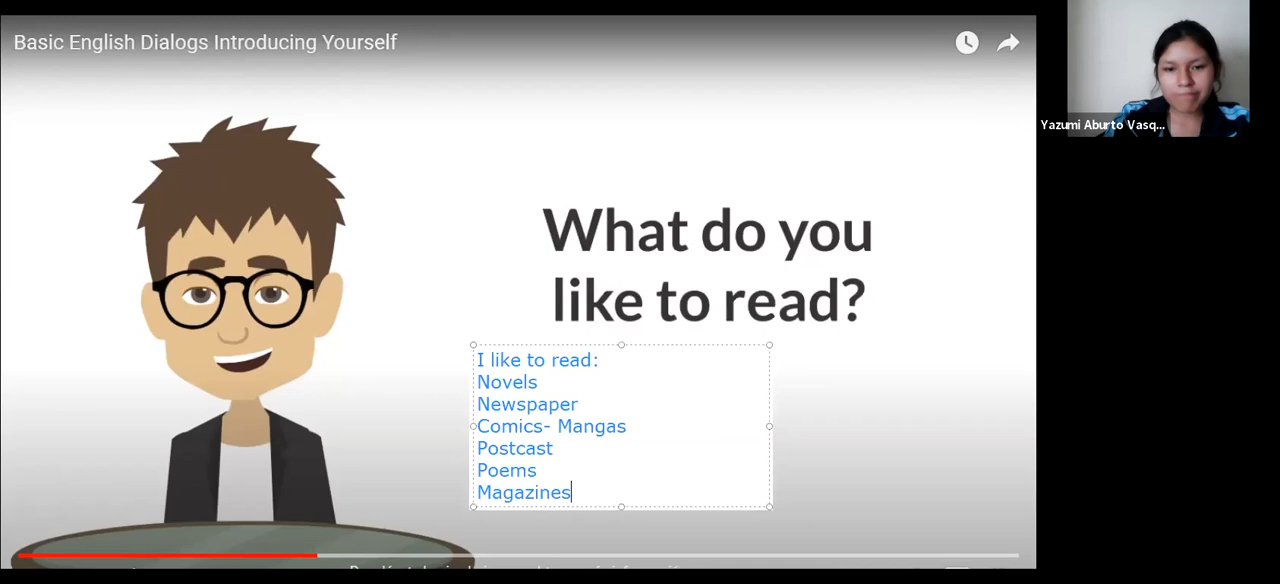 Basic English Dialogs Introducing Yourself
Yazumi Aburto Vasq...
What do you
like to read?
I like to read:
Novels
Newspaper
Comics- Mangas
Postcast
Poems
Magazines